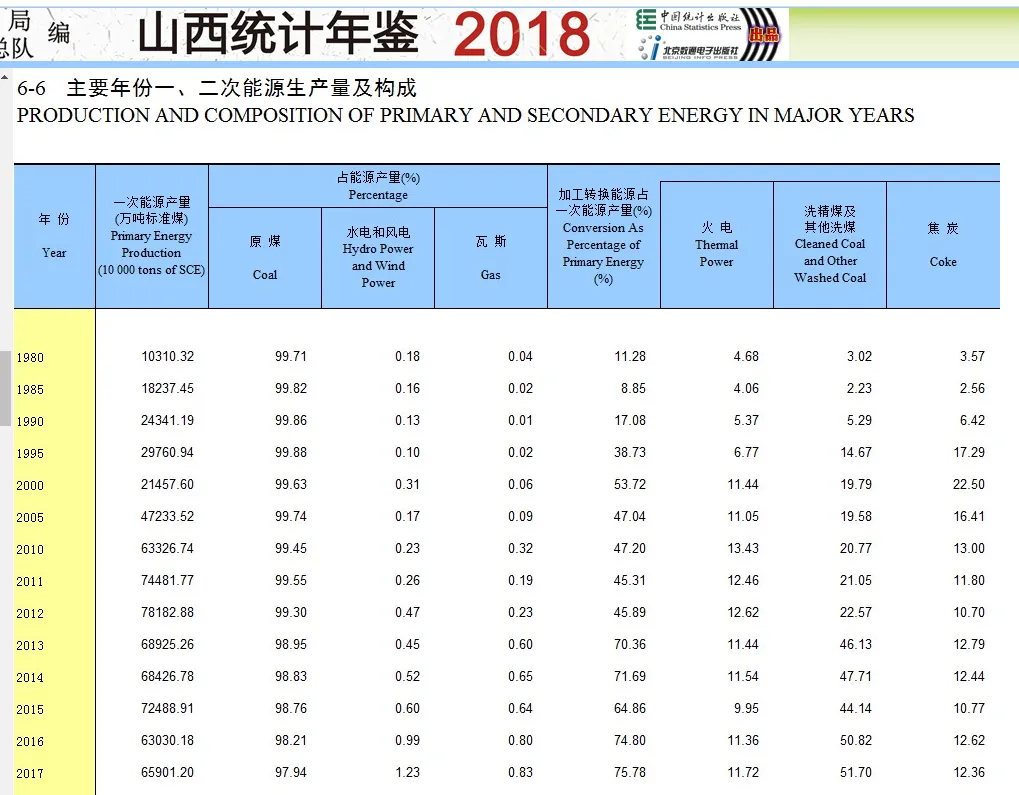 局
总队
编
山西统计年鉴 2018
中国统计出版社
China Statistics Press
北京数通电子出版社
BEIJING INFO PRESS
出品
6-6 主要年份一、二次能源生产量及构成
PRODUCTION AND COMPOSITION OF PRIMARY AND SECONDARY ENERGY IN MAJOR YEARS
年 份
Year
一次能源产量
(万吨标准煤)
Primary Energy
Production
(10 000 tons of SCE)
占能源产量(%)
Percentage
原 煤
Coal
水电和风电
Hydro Power
and Wind
Power
瓦 斯
Gas
加工转换能源占
一次能源产量(%)
Conversion As
Percentage of
Primary Energy
(%)
火 电
Thermal
Power
洗精煤及
其他洗煤
Cleaned Coal
and Other
Washed Coal
焦 炭
Coke
1980 10310.32 99.71 0.18 0.04 11.28 4.68 3.02 3.57
1985 18237.45 99.82 0.16 0.02 8.85 4.06 2.23 2.56
1990 24341.19 99.86 0.13 0.01 17.08 5.37 5.29 6.42
1995 29760.94 99.88 0.10 0.02 38.73 6.77 14.67 17.29
2000 21457.60 99.63 0.31 0.06 53.72 11.44 19.79 22.50
2005 47233.52 99.74 0.17 0.09 47.04 11.05 19.58 16.41
2010 63326.74 99.45 0.23 0.32 47.20 13.43 20.77 13.00
2011 74481.77 99.55 0.26 0.19 45.31 12.46 21.05 11.80
2012 78182.88 99.30 0.47 0.23 45.89 12.62 22.57 10.70
2013 68925.26 98.95 0.45 0.60 70.36 11.44 46.13 12.79
2014 68426.78 98.83 0.52 0.65 71.69 11.54 47.71 12.44
2015 72488.91 98.76 0.60 0.64 64.86 9.95 44.14 10.77
2016 63030.18 98.21 0.99 0.80 74.80 11.36 50.82 12.62
2017 65901.20 97.94 1.23 0.83 75.78 11.72 51.70 12.36